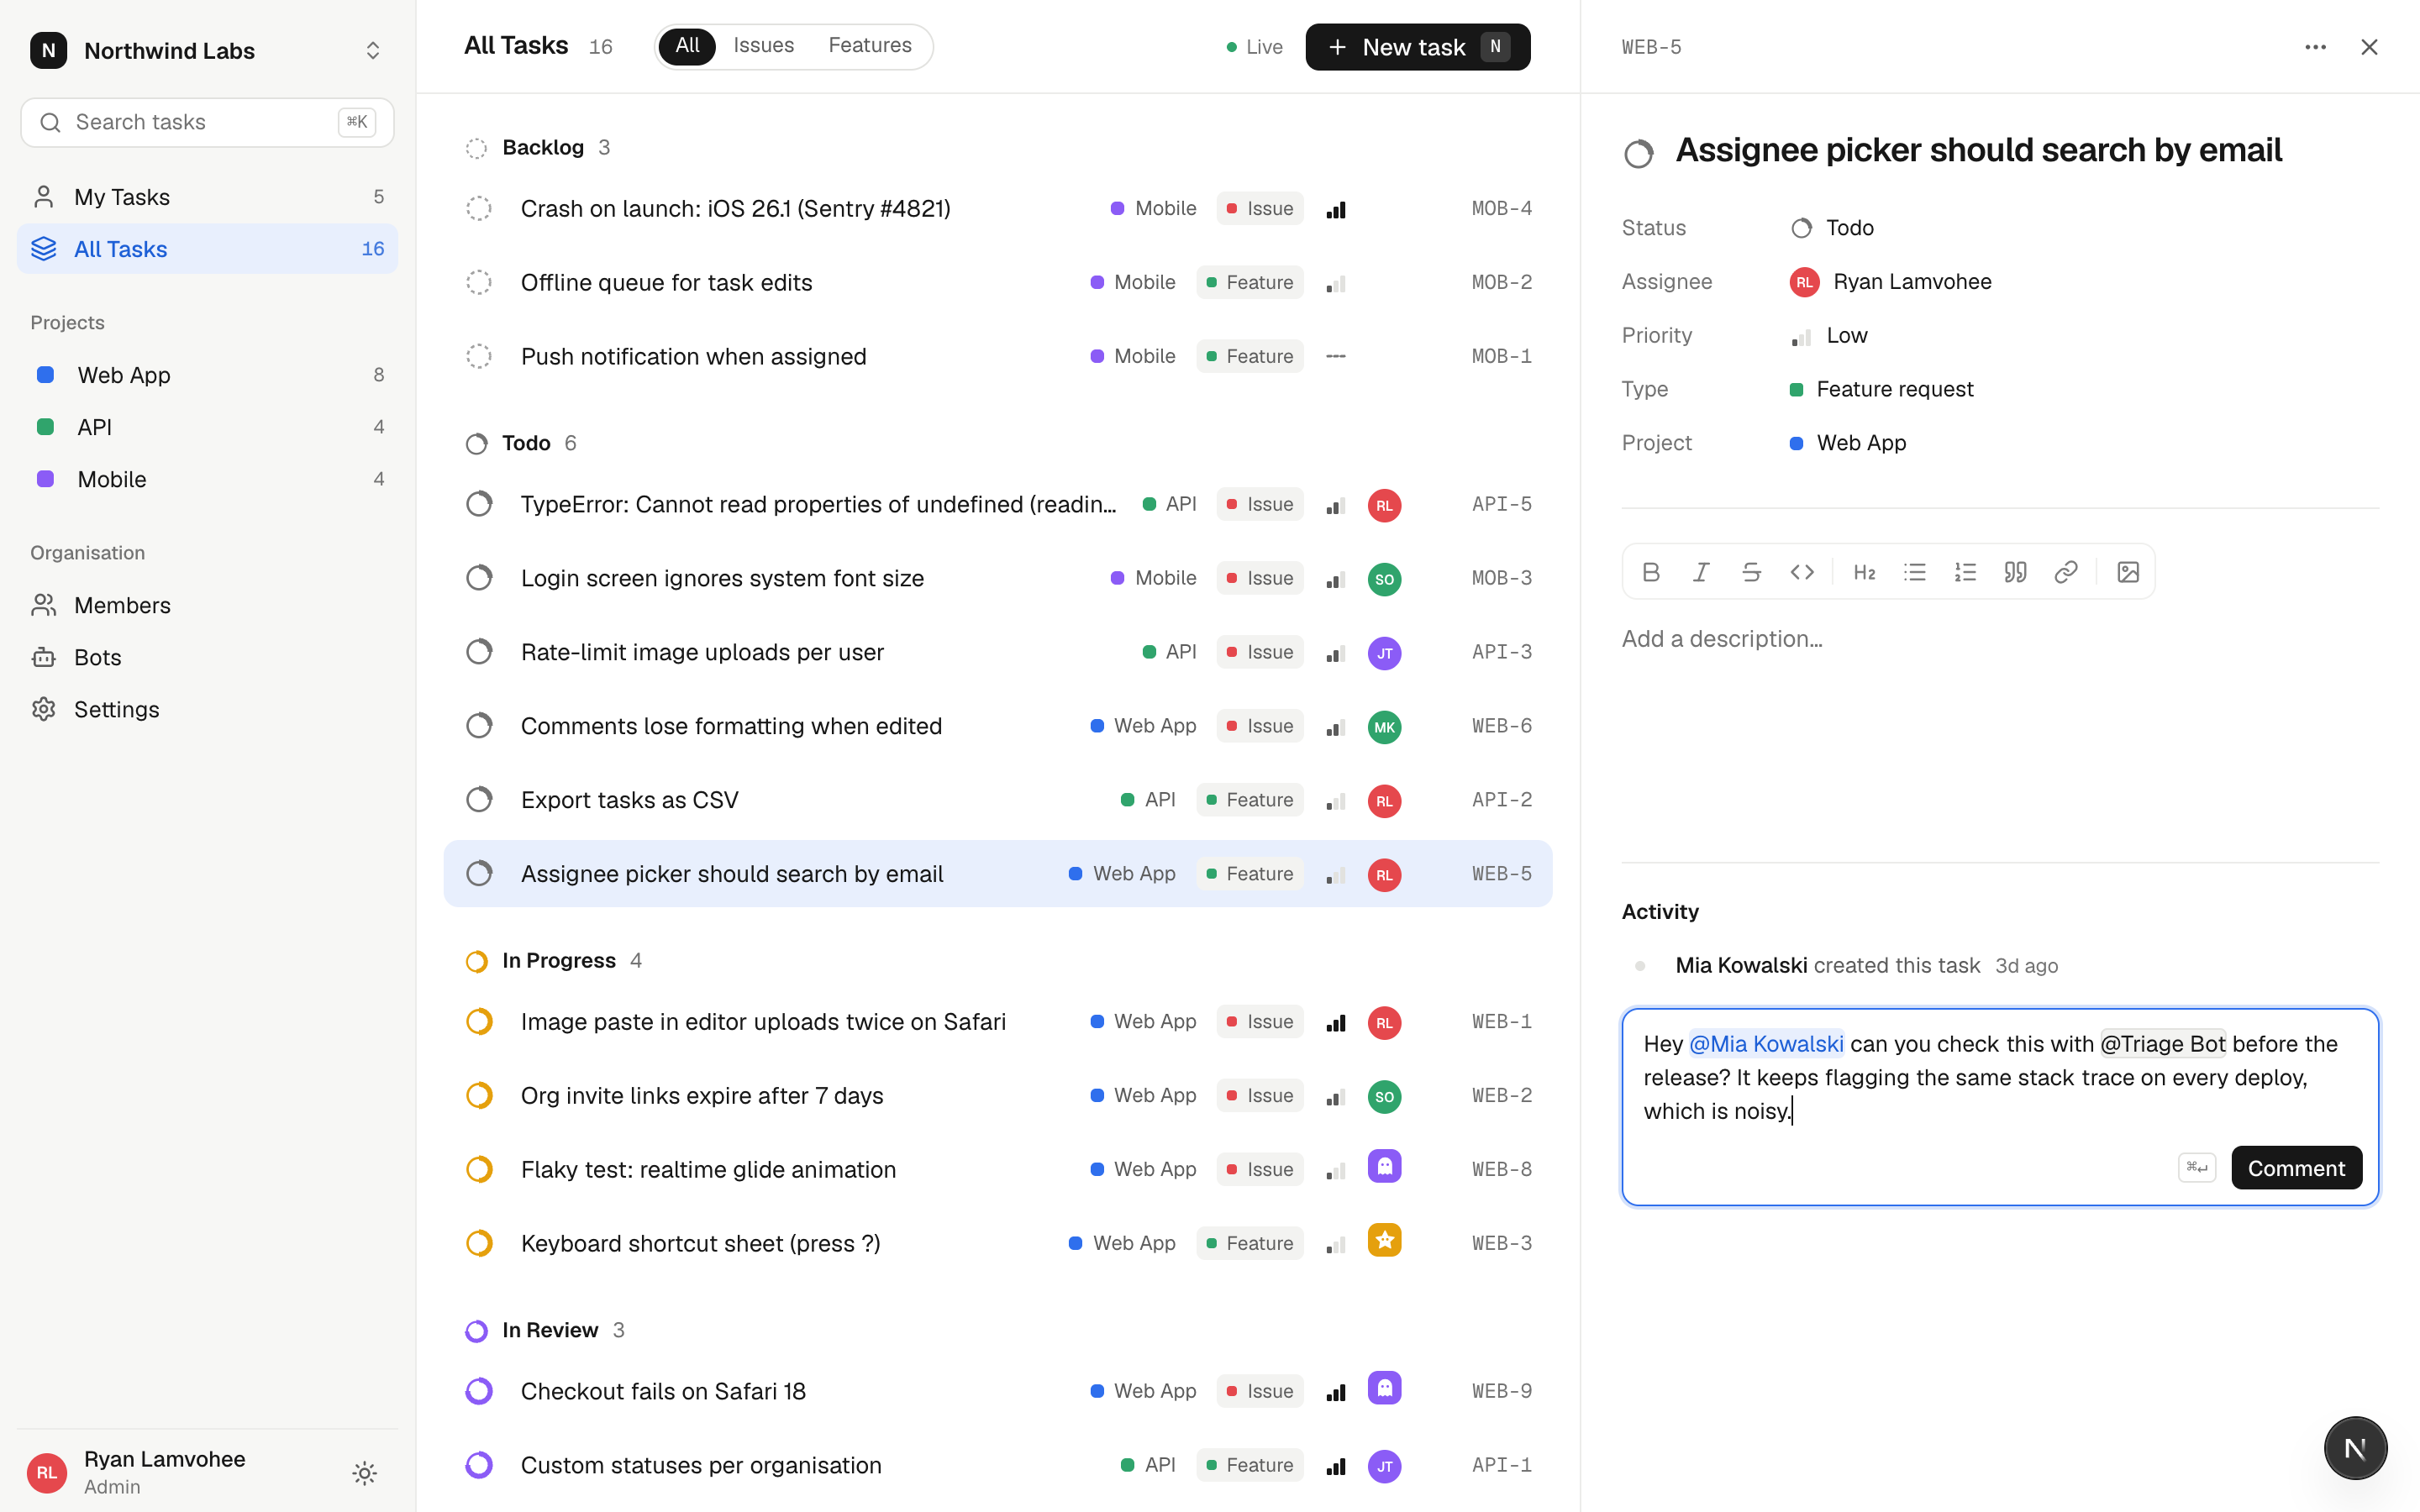 N Northwind Labs
Search tasks ⌘K
My Tasks 5
All Tasks 16
Projects
Web App 8
API 4
Mobile 4
Organisation
Members
Bots
Settings
RL Ryan Lamvohee
Admin
All Tasks 16 All Issues Features Live + New task N
Backlog 3
Crash on launch: iOS 26.1 (Sentry #4821) Mobile Issue MOB-4
Offline queue for task edits Mobile Feature MOB-2
Push notification when assigned Mobile Feature --- MOB-1
Todo 6
TypeError: Cannot read properties of undefined (readin... API Issue RL API-5
Login screen ignores system font size Mobile Issue SO MOB-3
Rate-limit image uploads per user API Issue JT API-3
Comments lose formatting when edited Web App Issue MK WEB-6
Export tasks as CSV API Feature RL API-2
Assignee picker should search by email Web App Feature RL WEB-5
In Progress 4
Image paste in editor uploads twice on Safari Web App Issue RL WEB-1
Org invite links expire after 7 days Web App Issue SO WEB-2
Flaky test: realtime glide animation Web App Issue WEB-8
Keyboard shortcut sheet (press ?) Web App Feature WEB-3
In Review 3
Checkout fails on Safari 18 Web App Issue WEB-9
Custom statuses per organisation API Feature JT API-1
WEB-5
Assignee picker should search by email
Status Todo
Assignee RL Ryan Lamvohee
Priority Low
Type Feature request
Project Web App
B I S <> H2
Add a description...
Activity
Mia Kowalski created this task 3d ago
Hey @Mia Kowalski can you check this with @Triage Bot before the
release? It keeps flagging the same stack trace on every deploy,
which is noisy.
⌘↵ Comment
N